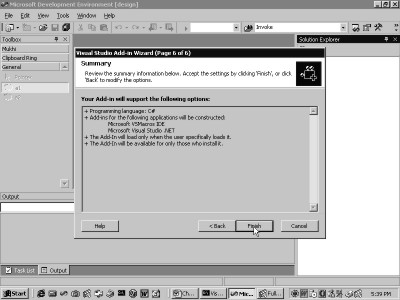 Microsoft Development Environment [design]
File Edit View Tools Window Help
Invoke
Toolbox
Solution Explorer
Mukhi
Clipboard Ring
General
Pointer
Visual Studio Add-in Wizard (Page 6 of 6)
Summary
Review the summary information below. Accept the settings by clicking 'Finish', or click
'Back' to modify the options.
Your Add-in will support the following options:
+ Programming language: C#
+ Add-ins for the following applications will be constructed:
Microsoft VSMacros IDE
Microsoft Visual Studio .NET
+ The Add-In will load only when the user specifically loads it.
+ The Add-In will be available for only those who install it.
Output
Help
< Back
Finish
Cancel
Task List
Output
Start
Ch...
Vis...
Mic...
Full...
5:39 PM